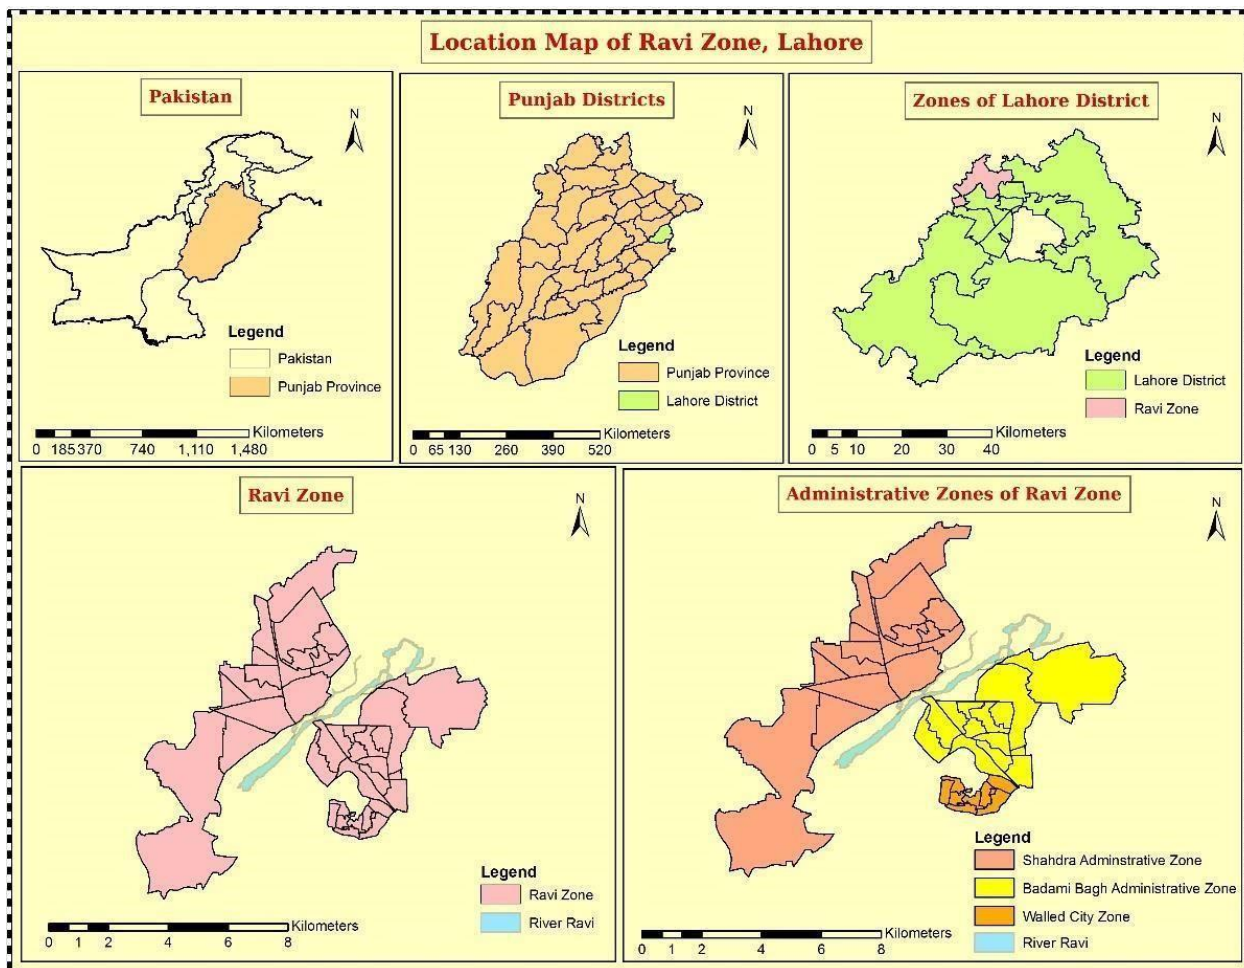 Location Map of Ravi Zone, Lahore
Pakistan
N
Legend
Pakistan
Punjab Province
Kilometers
0 185 370 740 1,110 1,480
Punjab Districts
N
Legend
Punjab Province
Lahore District
Kilometers
0 65 130 260 390 520
Zones of Lahore District
N
Legend
Lahore District
Ravi Zone
Kilometers
0 5 10 20 30 40
Ravi Zone
N
Legend
Ravi Zone
River Ravi
Kilometers
0 1 2 4 6 8
Administrative Zones of Ravi Zone
N
Legend
Shahdra Adminstrative Zone
Badami Bagh Administrative Zone
Walled City Zone
River Ravi
Kilometers
0 1 2 4 6 8